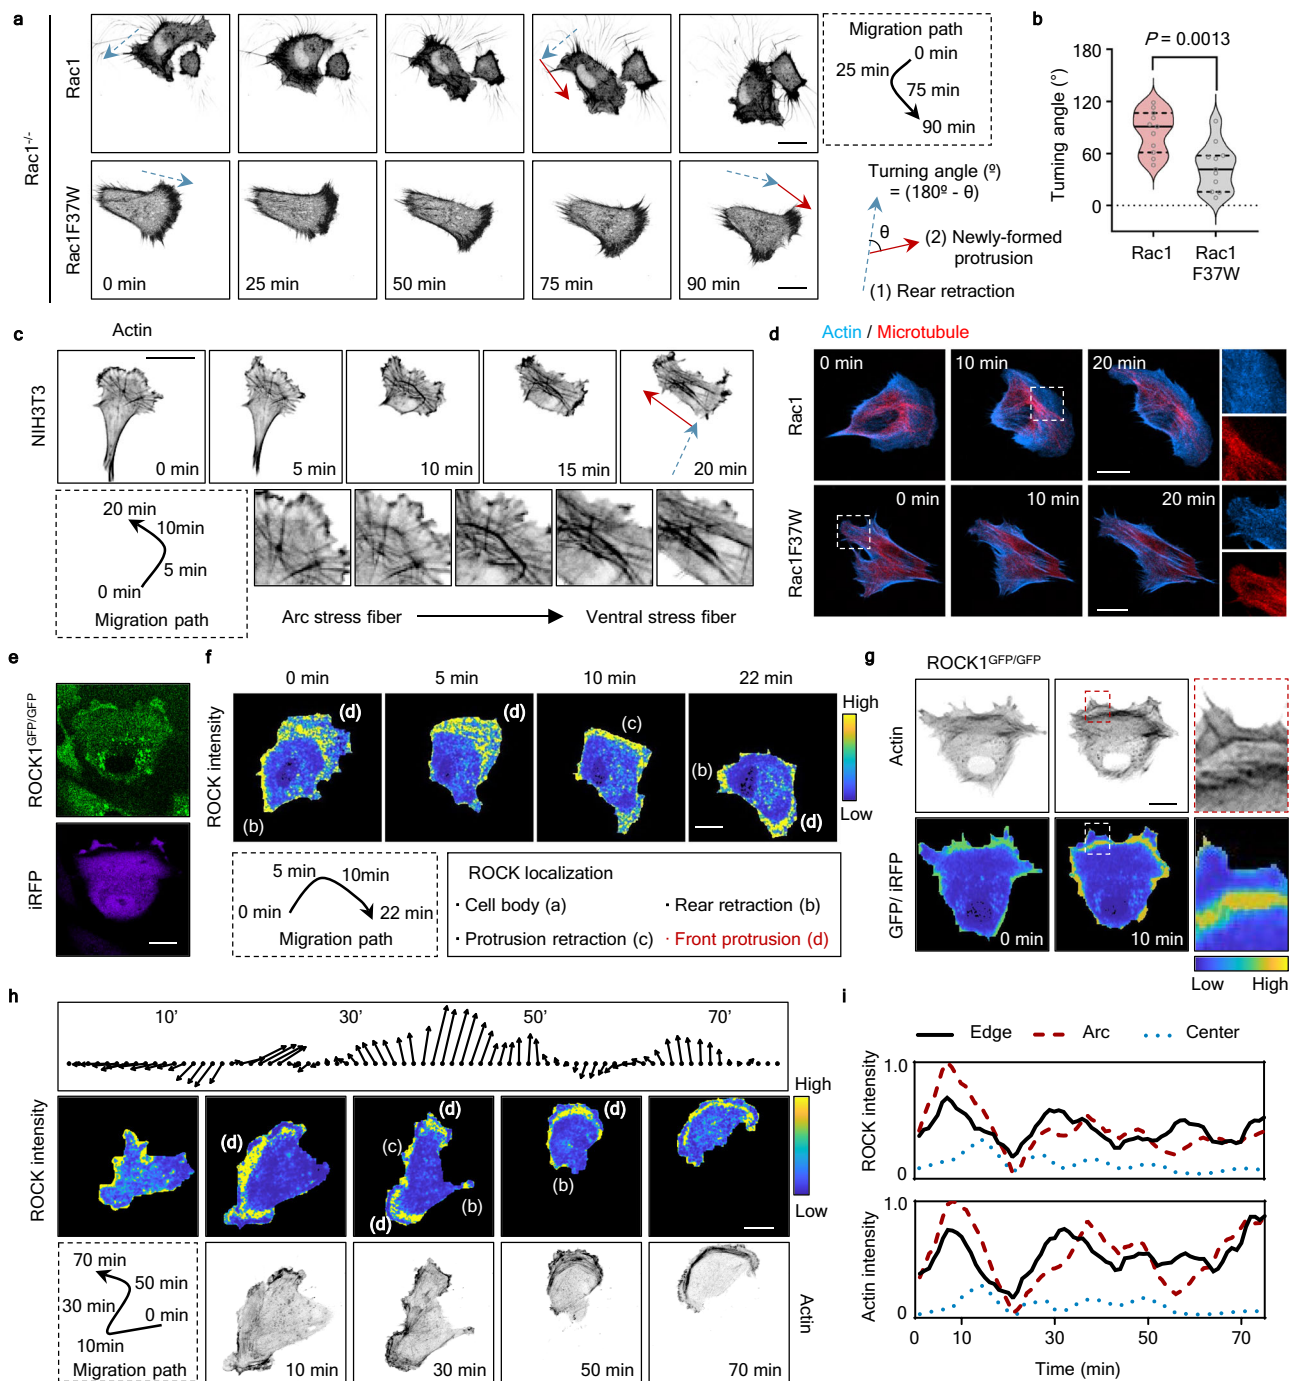 a
Rac1-/-
Rac1
Rac1F37W
0 min
25 min
50 min
75 min
90 min
Migration path
0 min
25 min
75 min
90 min
Turning angle (º)
= (180º - θ)
θ
(2) Newly-formed
protrusion
(1) Rear retraction
b
P = 0.0013
Turning angle (°)
180
120
60
0
Rac1
Rac1
F37W
c
Actin
NIH3T3
0 min
5 min
10 min
15 min
20 min
20 min
10min
5 min
0 min
Migration path
Arc stress fiber
Ventral stress fiber
d
Actin / Microtubule
Rac1
0 min
10 min
20 min
Rac1F37W
0 min
10 min
20 min
e
ROCK1GFP/GFP
iRFP
f
0 min
5 min
10 min
22 min
ROCK intensity
(d)
(b)
(d)
(c)
(b)
(d)
High
Low
5 min
10min
0 min
22 min
Migration path
ROCK localization
· Cell body (a)
· Rear retraction (b)
· Protrusion retraction (c)
· Front protrusion (d)
g
ROCK1GFP/GFP
Actin
GFP/ iRFP
0 min
10 min
Low
High
h
10'
30'
50'
70'
ROCK intensity
(d)
(d)
(c)
(b)
(d)
(d)
(b)
High
Low
70 min
50 min
30 min
0 min
10min
Migration path
10 min
30 min
50 min
70 min
Actin
i
Edge
Arc
Center
ROCK intensity
1.0
0
Actin intensity
1.0
0
0
10
30
50
70
Time (min)